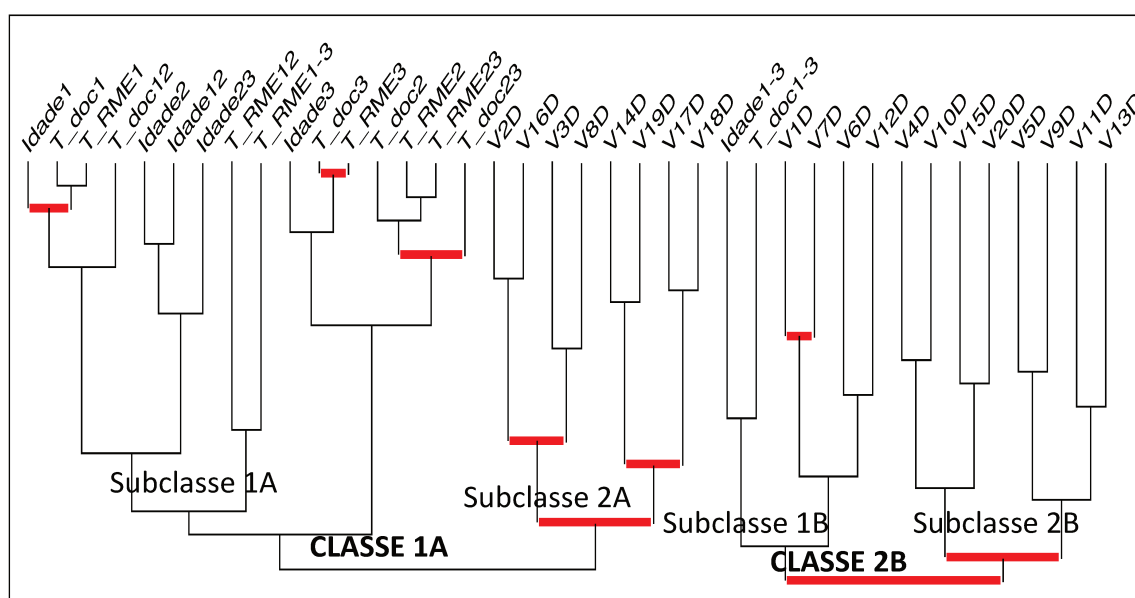 Idade1
T_doc1
T_RME1
T_doc12
Idade2
Idade12
Idade23
T_RME12
T_RME1-3
Idade3
T_doc3
T_RME3
T_doc2
T_RME2
T_RME23
T_doc23
V2D
V16D
V3D
V8D
V14D
V19D
V17D
V18D
Idade1-3
T_doc1-3
V1D
V7D
V6D
V12D
V4D
V10D
V15D
V20D
V5D
V9D
V11D
V13D
Subclasse 1A
Subclasse 2A
Subclasse 1B
Subclasse 2B
CLASSE 1A
CLASSE 2B